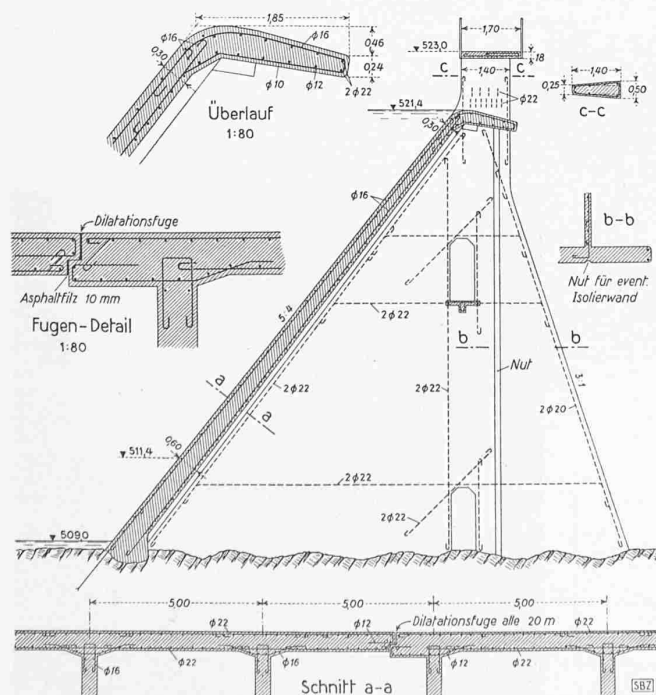 1,85
φ16
φ16
0,46
0,30
0,24
φ10
φ12
2 φ22
Überlauf
1:80
1,70
523,0
18
C
1,40
C
φ22
521,4
0,30
1,40
0,25
0,50
c-c
φ16
Dilatationsfuge
Asphaltfilz 10 mm
Fugen-Detail
1:80
b-b
Nut für event.
Isolierwand
5:4
2φ22
b
b
Nut
a
a
2φ22
2φ22
3:1
2φ20
0,60
511,4
2φ22
2φ22
509,0
5,00
5,00
5,00
φ22
φ12
Dilatationsfuge alle 20 m
φ22
φ16
φ22
φ16
φ12
φ22
Schnitt a-a
SBZ